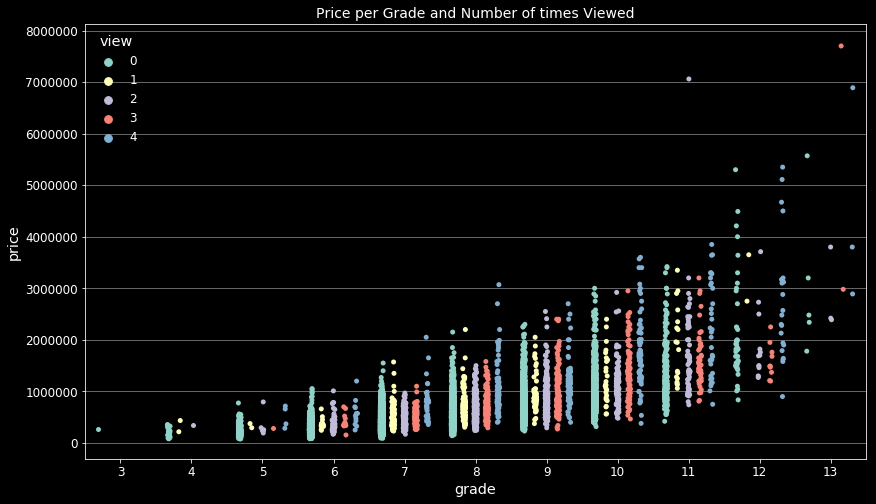 Price per Grade and Number of times Viewed
8000000
7000000
6000000
5000000
4000000
3000000
2000000
1000000
0
price
view
0
1
2
3
4
3 4 5 6 7 8 9 10 11 12 13
grade